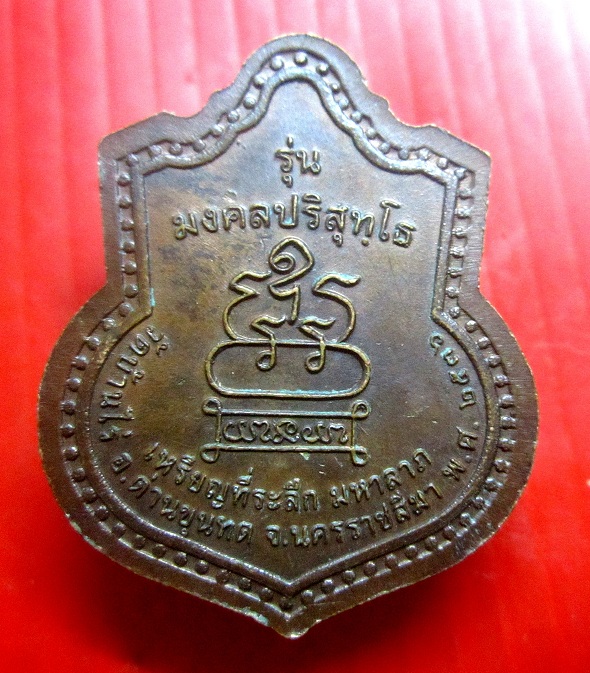 รุ่น
มงคลปริสุทฺโธ
เหรียญที่ระลึก มหาลาภ
วัดบ้านไร่ อ.ด่านขุนทด จ.นครราชสีมา พ.ศ. ๒๕๓๖